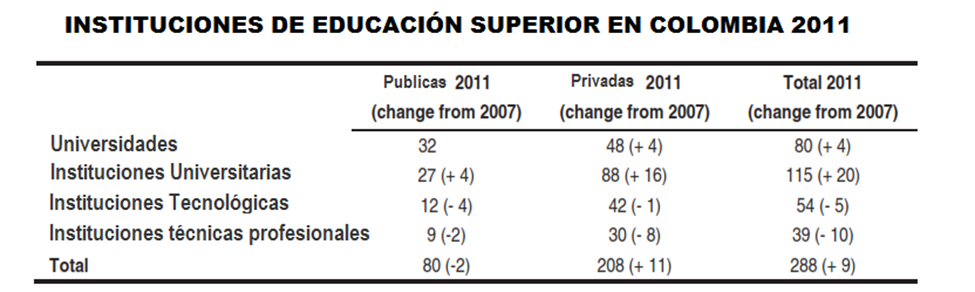 INSTITUCIONES DE EDUCACIÓN SUPERIOR EN COLOMBIA 2011
Publicas 2011 Privadas 2011 Total 2011
(change from 2007) (change from 2007) (change from 2007)
Universidades 32 48 (+ 4) 80 (+ 4)
Instituciones Universitarias 27 (+ 4) 88 (+ 16) 115 (+ 20)
Instituciones Tecnológicas 12 (- 4) 42 (- 1) 54 (- 5)
Instituciones técnicas profesionales 9 (-2) 30 (- 8) 39 (- 10)
Total 80 (-2) 208 (+ 11) 288 (+ 9)